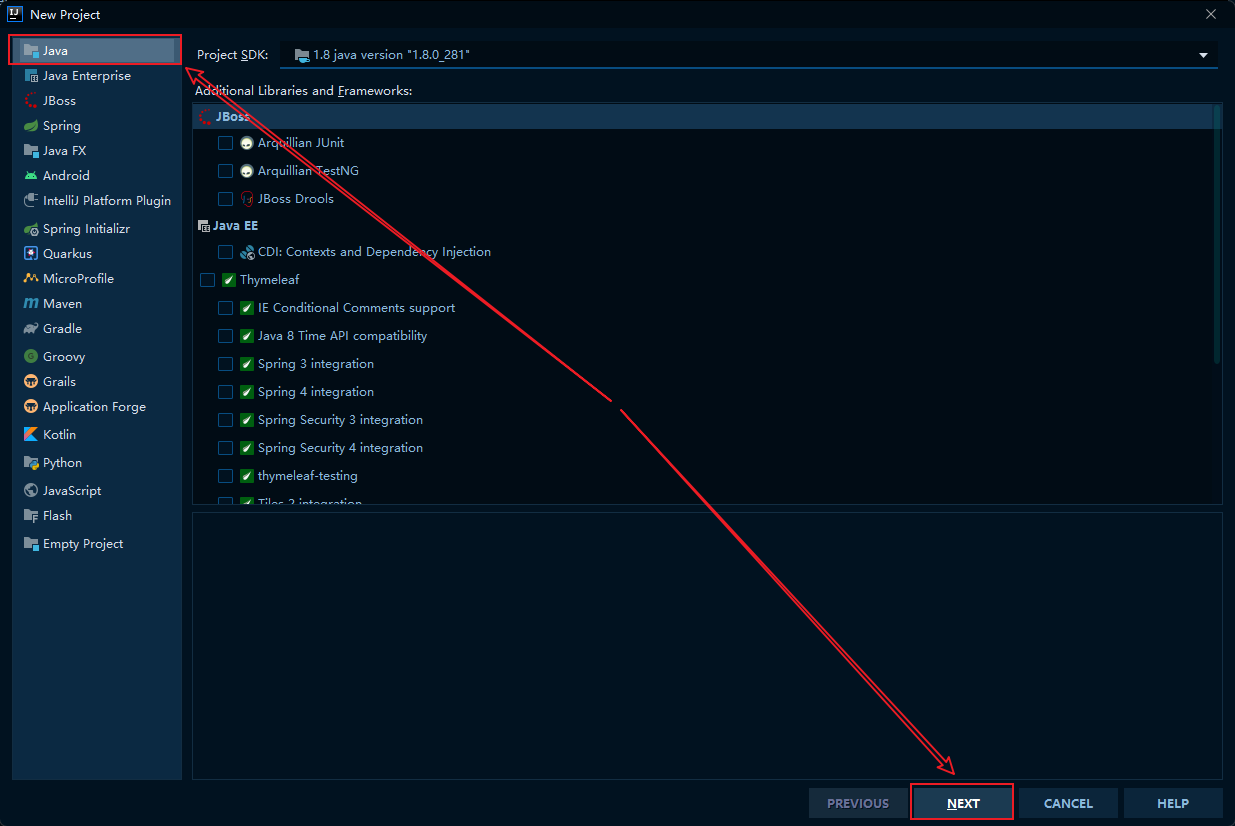 New Project
Java
Java Enterprise
JBoss
Spring
Java FX
Android
IntelliJ Platform Plugin
Spring Initializr
Quarkus
MicroProfile
Maven
Gradle
Groovy
Grails
Application Forge
Kotlin
Python
JavaScript
Flash
Empty Project
Project SDK: 1.8 java version "1.8.0_281"
Additional Libraries and Frameworks:
JBoss
Arquillian JUnit
Arquillian TestNG
JBoss Drools
Java EE
CDI: Contexts and Dependency Injection
Thymeleaf
IE Conditional Comments support
Java 8 Time API compatibility
Spring 3 integration
Spring 4 integration
Spring Security 3 integration
Spring Security 4 integration
thymeleaf-testing
Tiles 2 integration
PREVIOUS NEXT CANCEL HELP